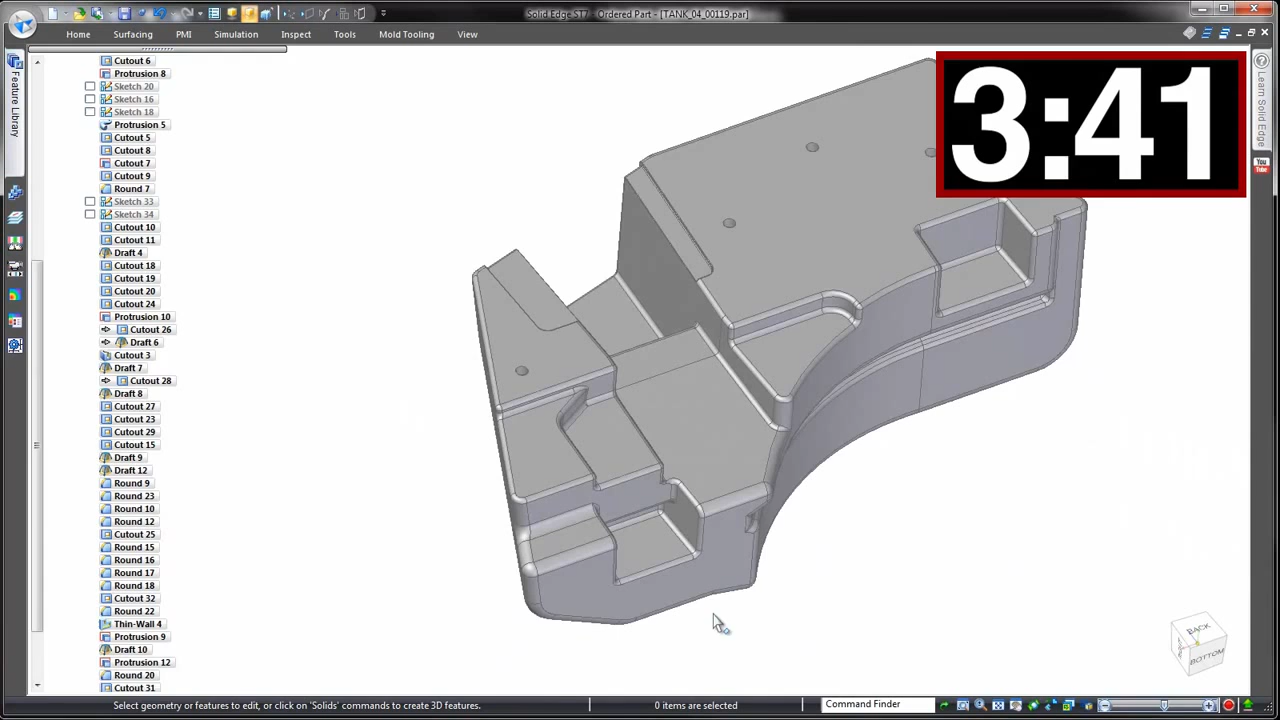 Solid Edge ST7 - Ordered Part - [TANK_04_00119.par]
Home Surfacing PMI Simulation Inspect Tools Mold Tooling View
Feature Library
Cutout 6
Protrusion 8
Sketch 20
Sketch 16
Sketch 18
Protrusion 5
Cutout 5
Cutout 8
Cutout 7
Cutout 9
Round 7
Sketch 33
Sketch 34
Cutout 10
Cutout 11
Draft 4
Cutout 18
Cutout 19
Cutout 20
Cutout 24
Protrusion 10
Cutout 26
Draft 6
Cutout 3
Draft 7
Cutout 28
Draft 8
Cutout 27
Cutout 23
Cutout 29
Cutout 15
Draft 9
Draft 12
Round 9
Round 23
Round 10
Round 12
Cutout 25
Round 15
Round 16
Round 17
Round 18
Cutout 32
Round 22
Thin-Wall 4
Protrusion 9
Draft 10
Protrusion 12
Round 20
Cutout 31
3:41
Learn Solid Edge
You Tube
BACK
BOTTOM
Select geometry or features to edit, or click on 'Solids' commands to create 3D features.
0 items are selected
Command Finder